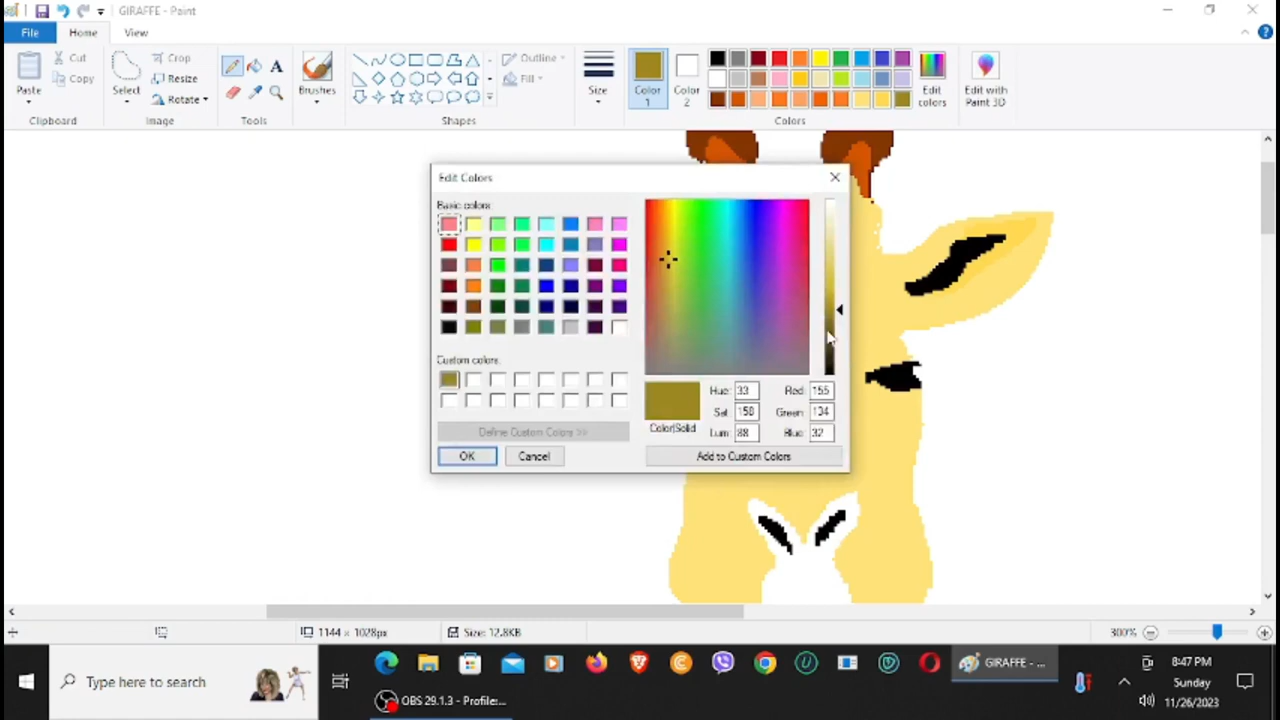 GIRAFFE - Paint
File
Home
View
Paste
Cut
Copy
Clipboard
Select
Crop
Resize
Rotate
Image
A
Tools
Brushes
Outline
Fill
Shapes
Size
Color
1
Color
2
Edit
colors
Colors
Edit with
Paint 3D
Edit Colors
Basic colors:
Custom colors:
Define Custom Colors >>
OK
Cancel
Color|Solid
Hue: 33
Sat: 158
Lum: 88
Red: 155
Green: 134
Blue: 32
Add to Custom Colors
1144 × 1028px
Size: 12.8KB
300%
Type here to search
GIRAFFE - ...
OBS 29.1.3 - Profile:...
8:47 PM
Sunday
11/26/2023